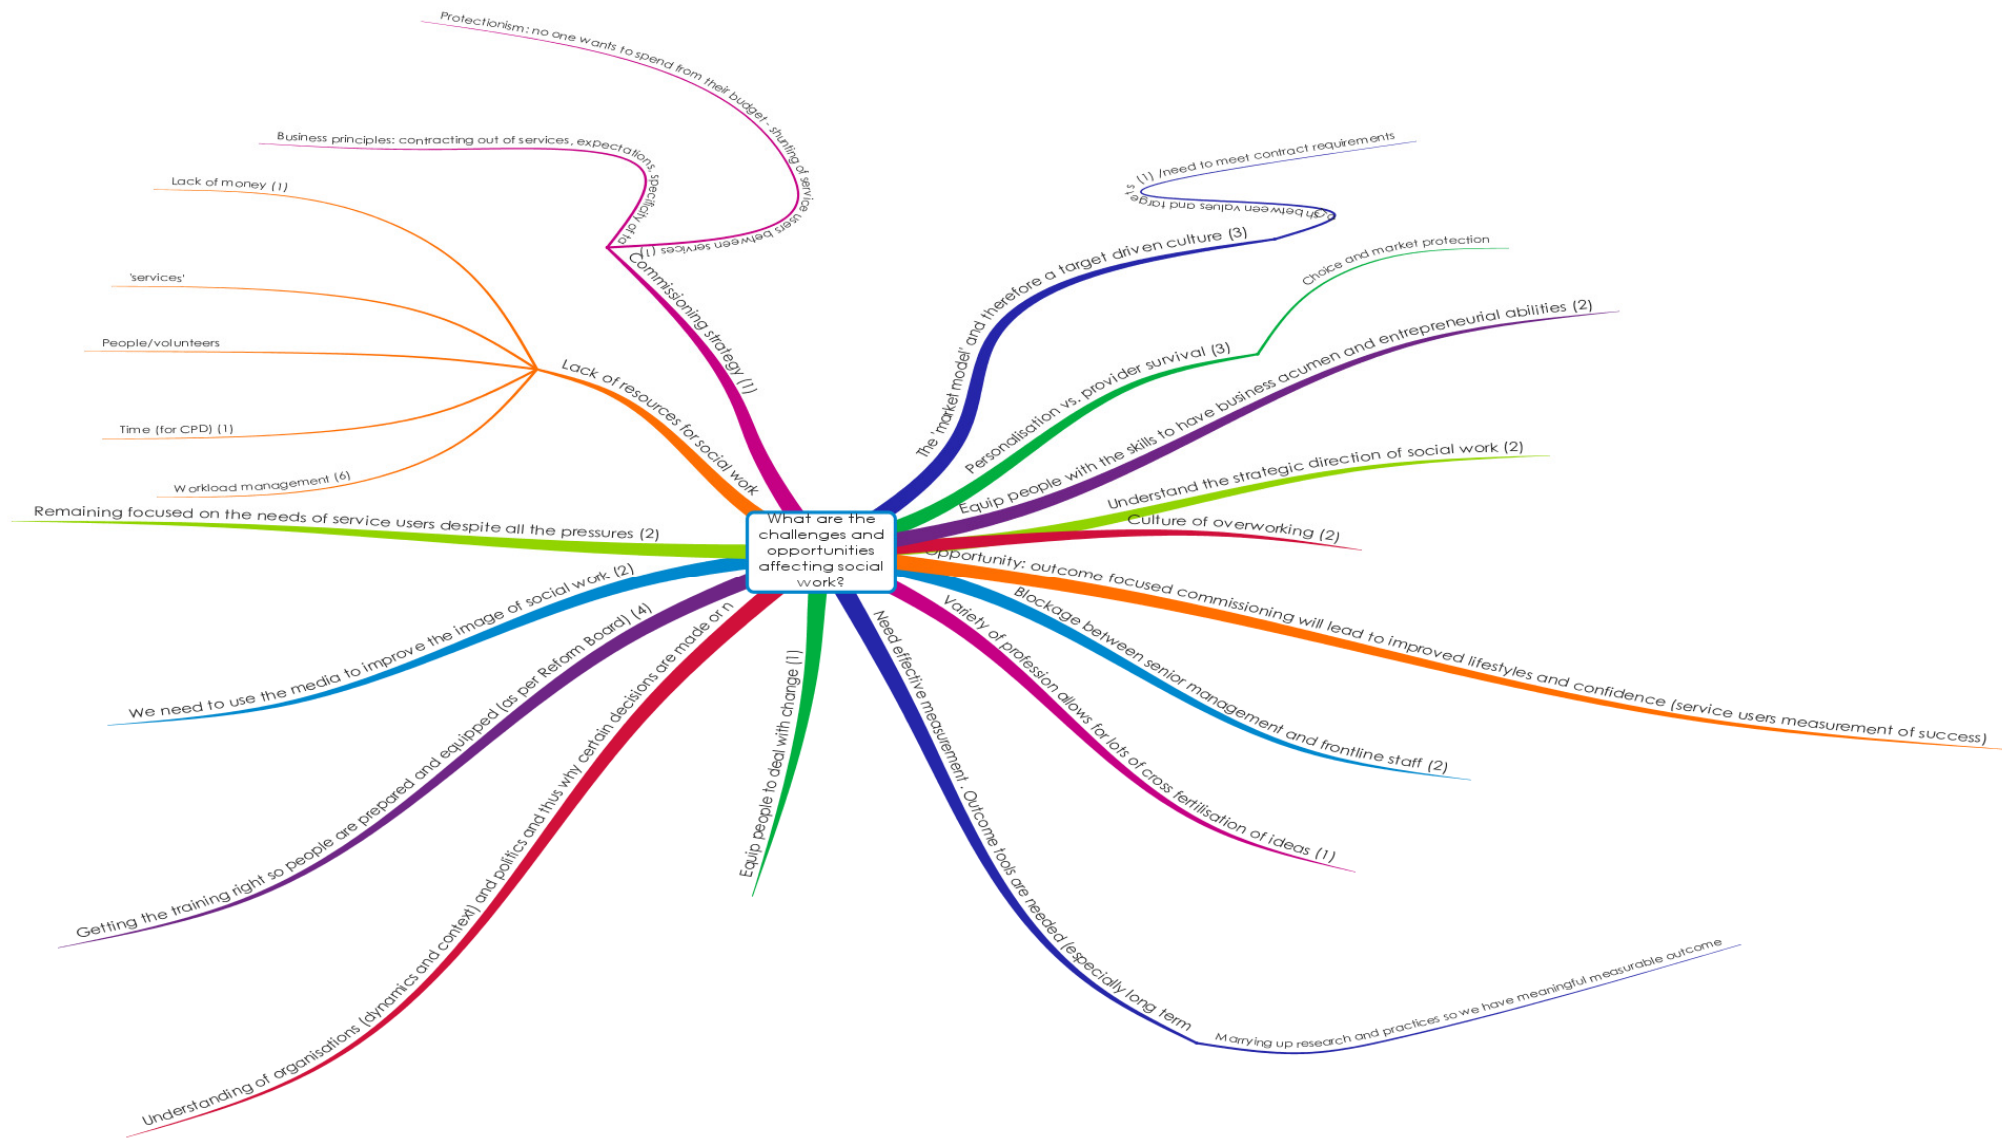 Protectionism: no one wants to spend from their budget - shunting of service users between services (1)
Business principles: contracting out of services, expectations, specificity of ta
Commissioning strategy (1)
Lack of money (1)
'services'
People/volunteers
Time (for CPD) (1)
Workload management (6)
Lack of resources for social work
Remaining focused on the needs of service users despite all the pressures (2)
We need to use the media to improve the image of social work (2)
Getting the training right so people are prepared and equipped (as per Reform Board) (4)
Understanding of organisations (dynamics and context) and politics and thus why certain decisions are made or n
Equip people to deal with change (1)
What are the
challenges and
opportunities
affecting social
work?
The 'market model' and therefore a target driven culture (3)
between values and targets (1) /need to meet contract requirements
Personalisation vs. provider survival (3)
Choice and market protection
Equip people with the skills to have business acumen and entrepreneurial abilities (2)
Understand the strategic direction of social work (2)
Culture of overworking (2)
Opportunity: outcome focused commissioning will lead to improved lifestyles and confidence (service users measurement of success)
Blockage between senior management and frontline staff (2)
Variety of profession allows for lots of cross fertilisation of ideas (1)
Need effective measurement . Outcome tools are needed (especially long term
Marrying up research and practices so we have meaningful measurable outcome